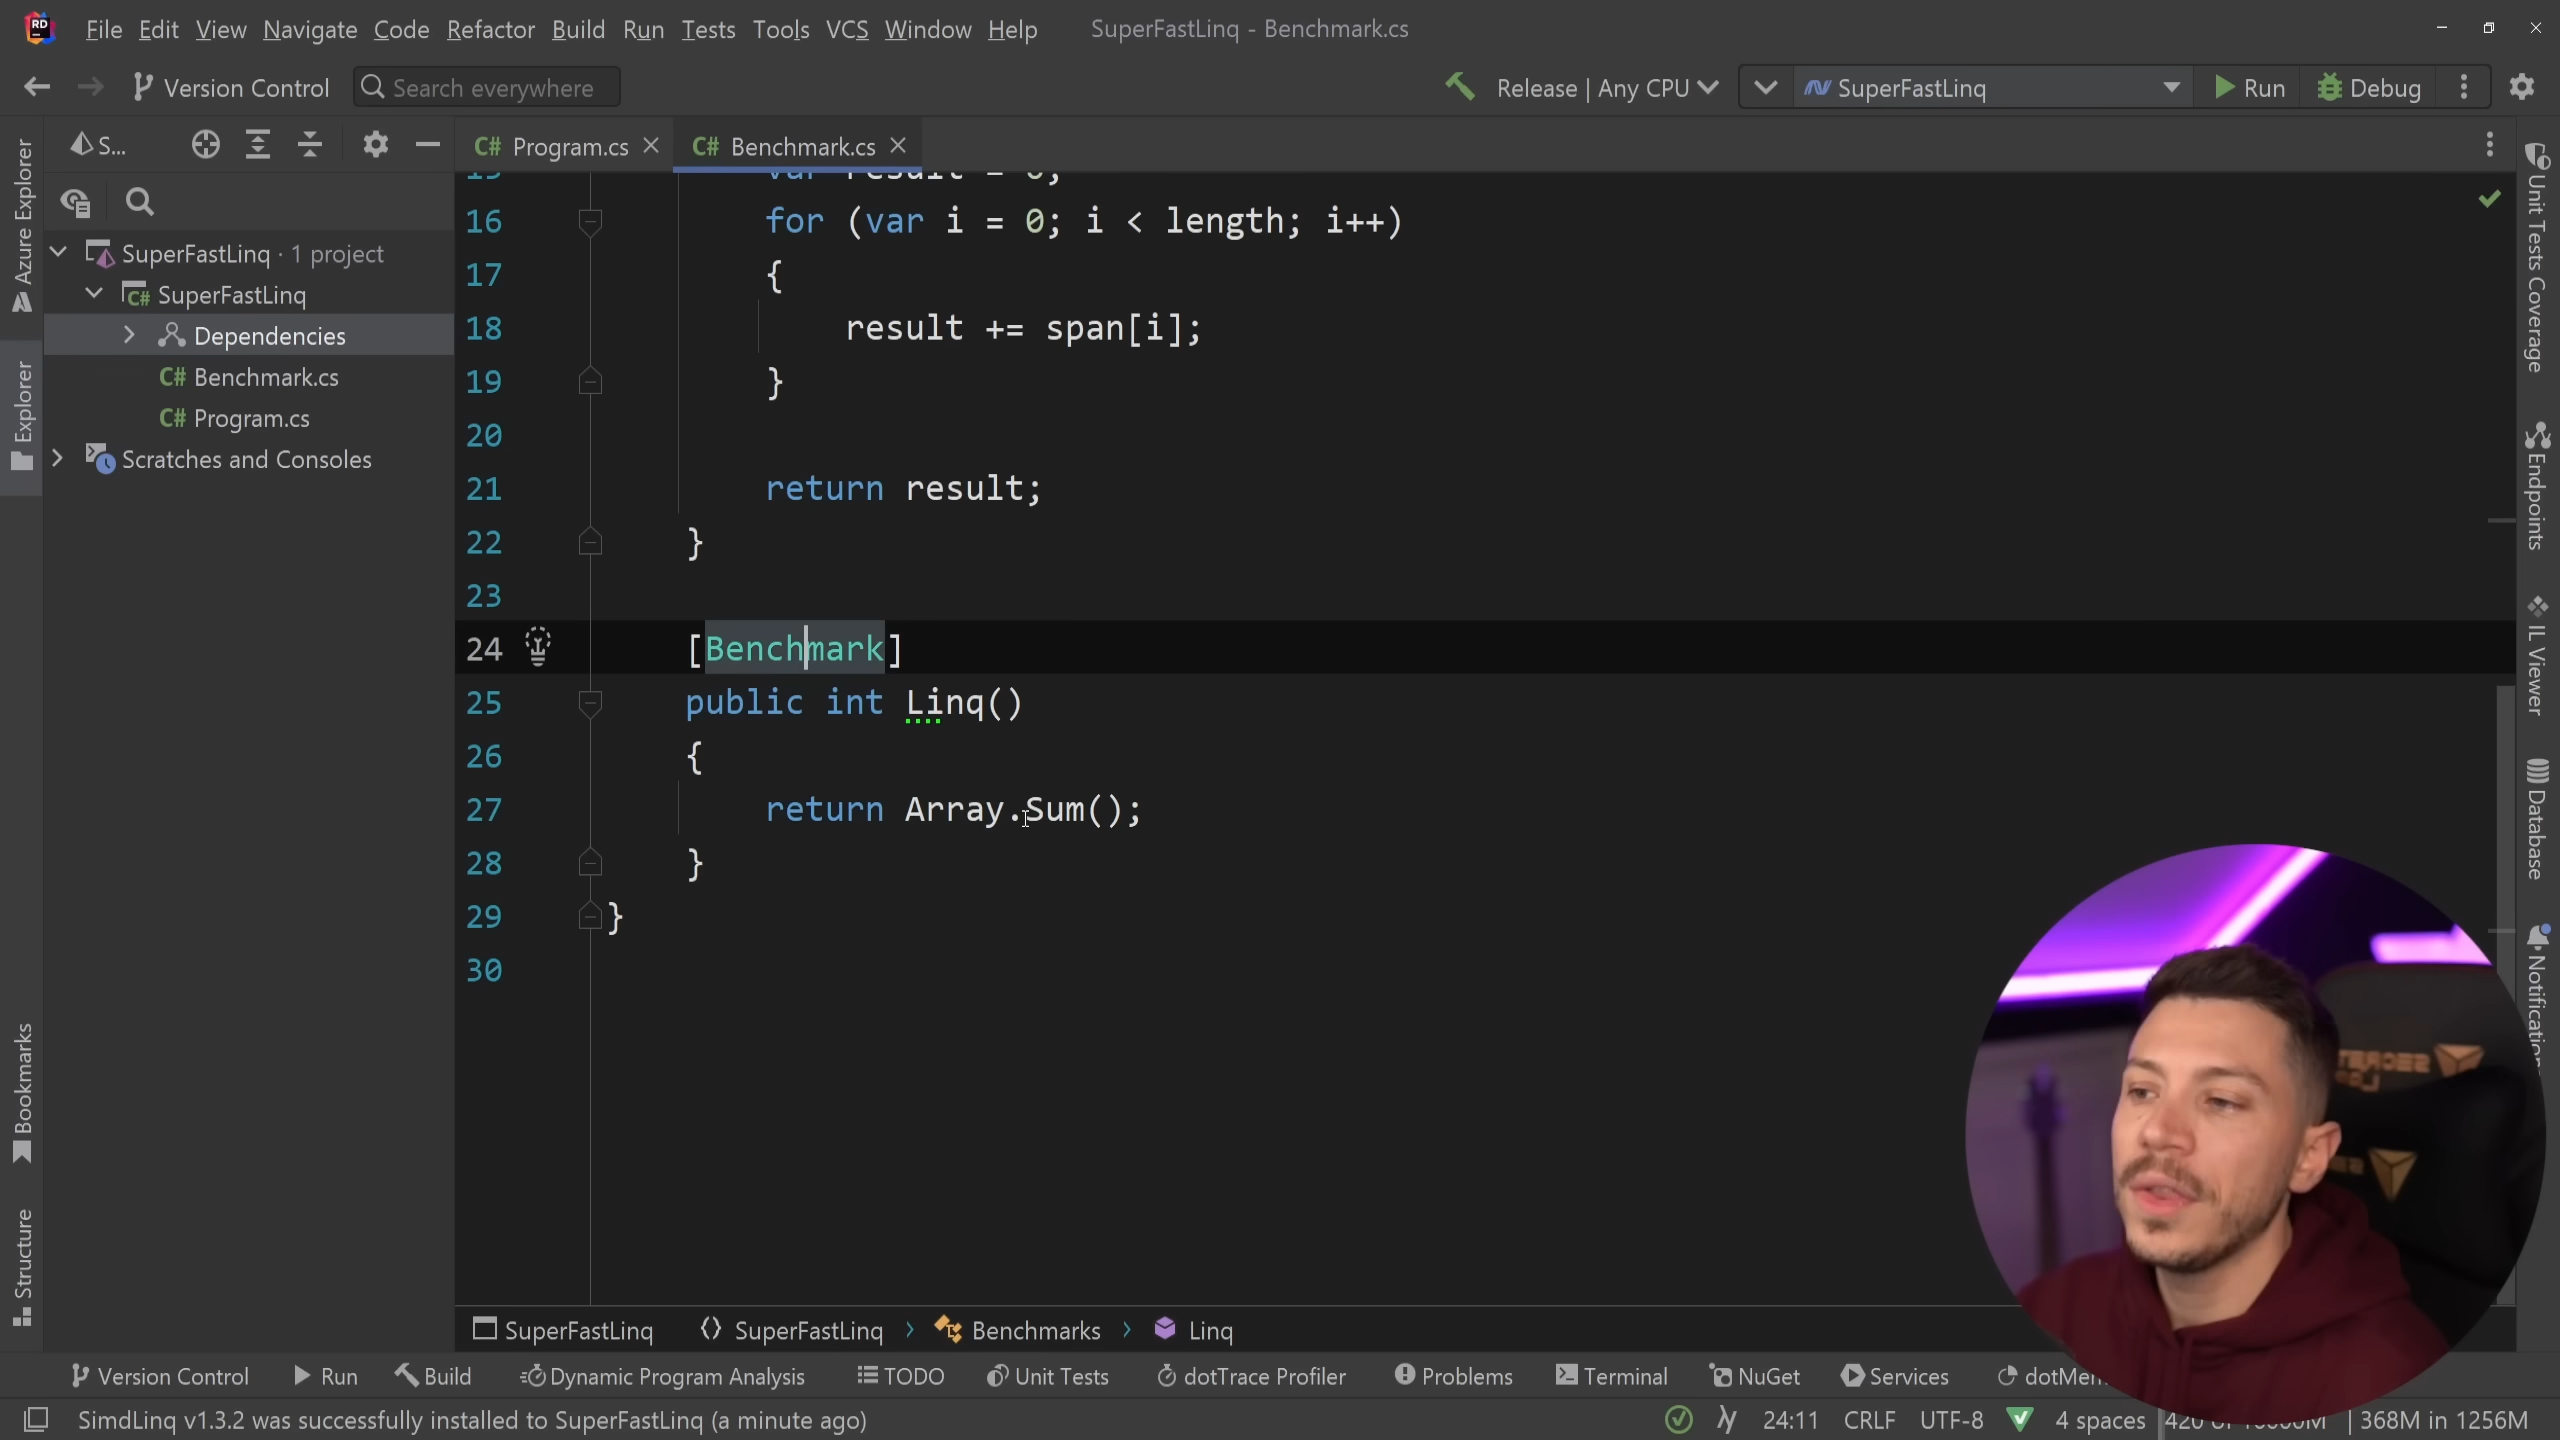 File Edit View Navigate Code Refactor Build Run Tests Tools VCS Window Help SuperFastLinq - Benchmark.cs
Version Control Search everywhere Release | Any CPU SuperFastLinq Run Debug
S... C# Program.cs C# Benchmark.cs
Azure Explorer
Explorer
Bookmarks
Structure
SuperFastLinq · 1 project
C# SuperFastLinq
Dependencies
C# Benchmark.cs
C# Program.cs
Scratches and Consoles
16 for (var i = 0; i < length; i++)
17 {
18 result += span[i];
19 }
20
21 return result;
22 }
23
24 [Benchmark]
25 public int Linq()
26 {
27 return Array.Sum();
28 }
29 }
30
Unit Tests Coverage
Endpoints
IL Viewer
Database
SuperFastLinq SuperFastLinq › Benchmarks › Linq
Version Control Run Build Dynamic Program Analysis TODO Unit Tests dotTrace Profiler Problems Terminal NuGet Services
SimdLinq v1.3.2 was successfully installed to SuperFastLinq (a minute ago) 24:11 CRLF UTF-8 4 spaces 368M in 1256M